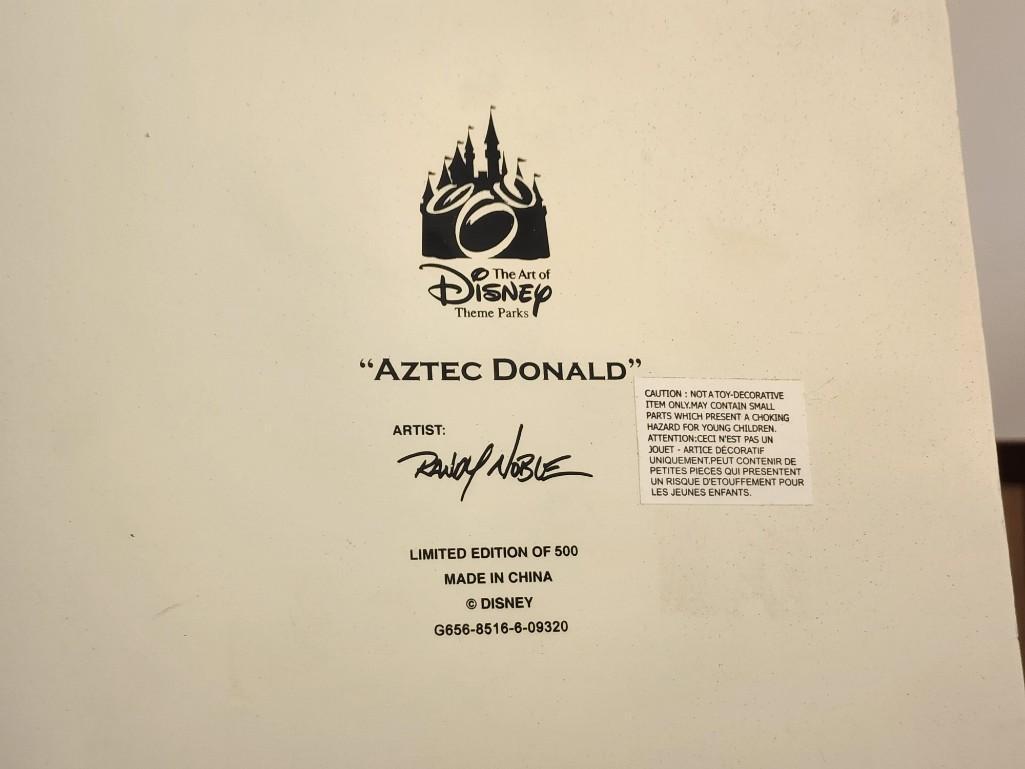 The Art of
Disney
Theme Parks
“AZTEC DONALD”
ARTIST:
RANDY NOBLE
CAUTION : NOT A TOY-DECORATIVE
ITEM ONLY.MAY CONTAIN SMALL
PARTS WHICH PRESENT A CHOKING
HAZARD FOR YOUNG CHILDREN.
ATTENTION:CECI N'EST PAS UN
JOUET - ARTICE DÉCORATIF
UNIQUEMENT.PEUT CONTENIR DE
PETITES PIECES QUI PRESENTENT
UN RISQUE D'ETOUFFEMENT POUR
LES JEUNES ENFANTS.
LIMITED EDITION OF 500
MADE IN CHINA
© DISNEY
G656-8516-6-09320